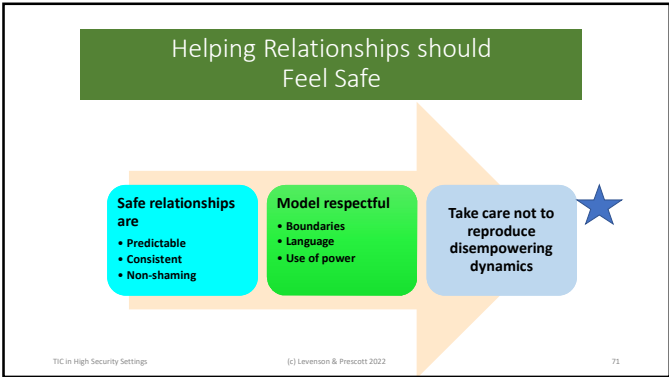 Helping Relationships should
Feel Safe
Safe relationships
are
• Predictable
• Consistent
• Non-shaming
Model respectful
• Boundaries
• Language
• Use of power
Take care not to
reproduce
disempowering
dynamics
TIC in High Security Settings
(c) Levenson & Prescott 2022
71